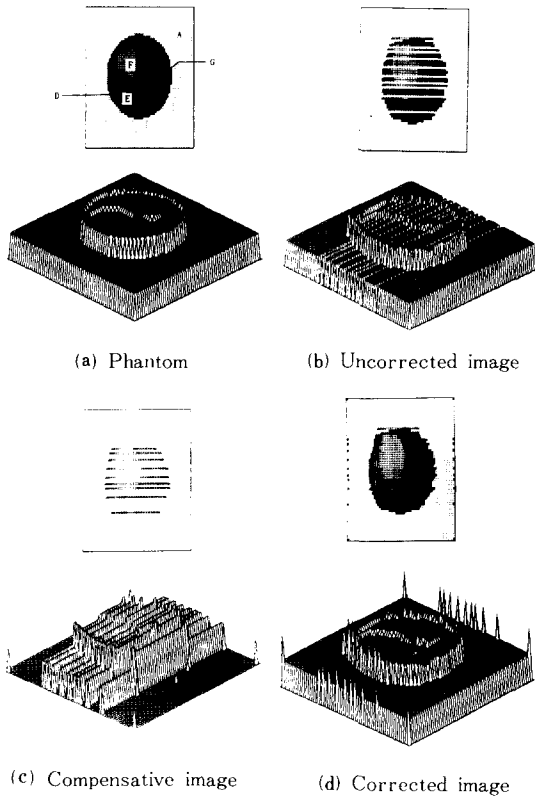 A
F
G
D
E
(a) Phantom
(b) Uncorrected image
(c) Compensative image
(d) Corrected image